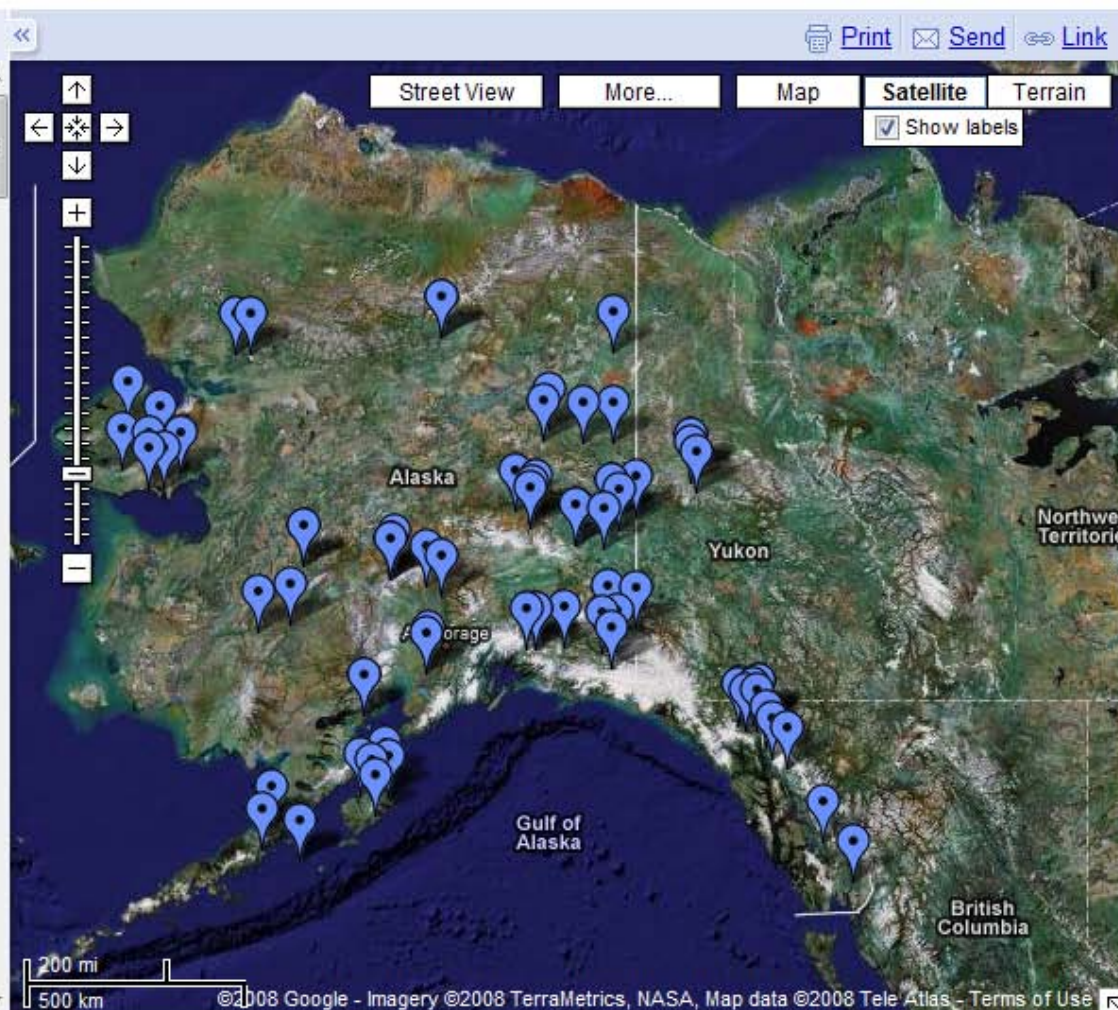 Print Send Link
Street View More... Map Satellite Terrain
Show labels
Alaska
Northwe
Territorie
Yukon
orage
Gulf of
Alaska
British
Columbia
200 mi
500 km
©2008 Google - Imagery ©2008 TerraMetrics, NASA, Map data ©2008 Tele Atlas - Terms of Use